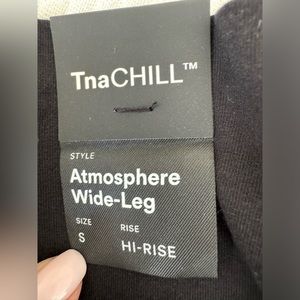 TnaCHILL™
STYLE
Atmosphere
Wide-Leg
SIZE RISE
S HI-RISE